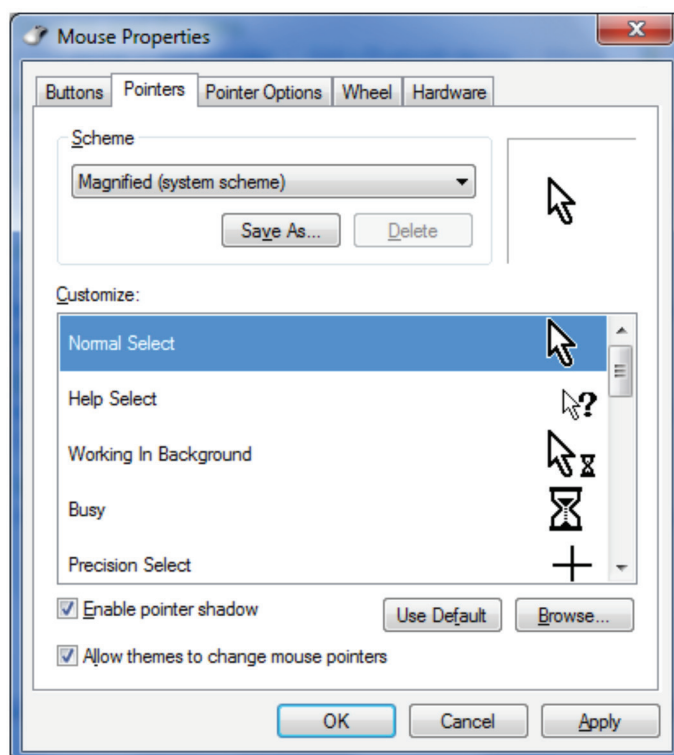 Mouse Properties
Buttons Pointers Pointer Options Wheel Hardware
Scheme
Magnified (system scheme)
Save As... Delete
Customize:
Normal Select
Help Select
Working In Background
Busy
Precision Select
Enable pointer shadow Use Default Browse...
Allow themes to change mouse pointers
OK Cancel Apply